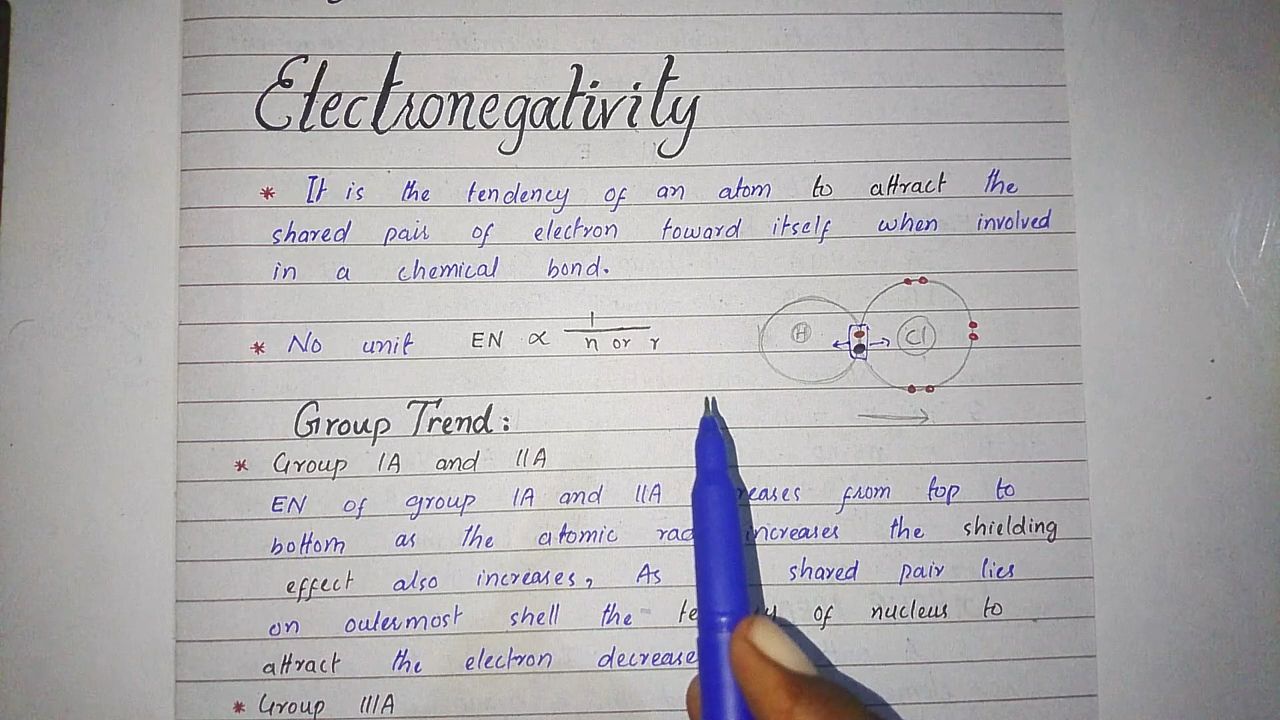 Electronegativity
* It is the tendency of an atom to attract the
shared pair of electron toward itself when involved
in a chemical bond.
* No unit EN ∝ 1 / n or r
H Cl
Group Trend:
* Group IA and IIA
EN of group IA and IIA reases from top to
bottom as the atomic rad increases the shielding
effect also increases, As shared pair lies
on outermost shell the te y of nucleus to
attract the electron decrease
* Group IIIA